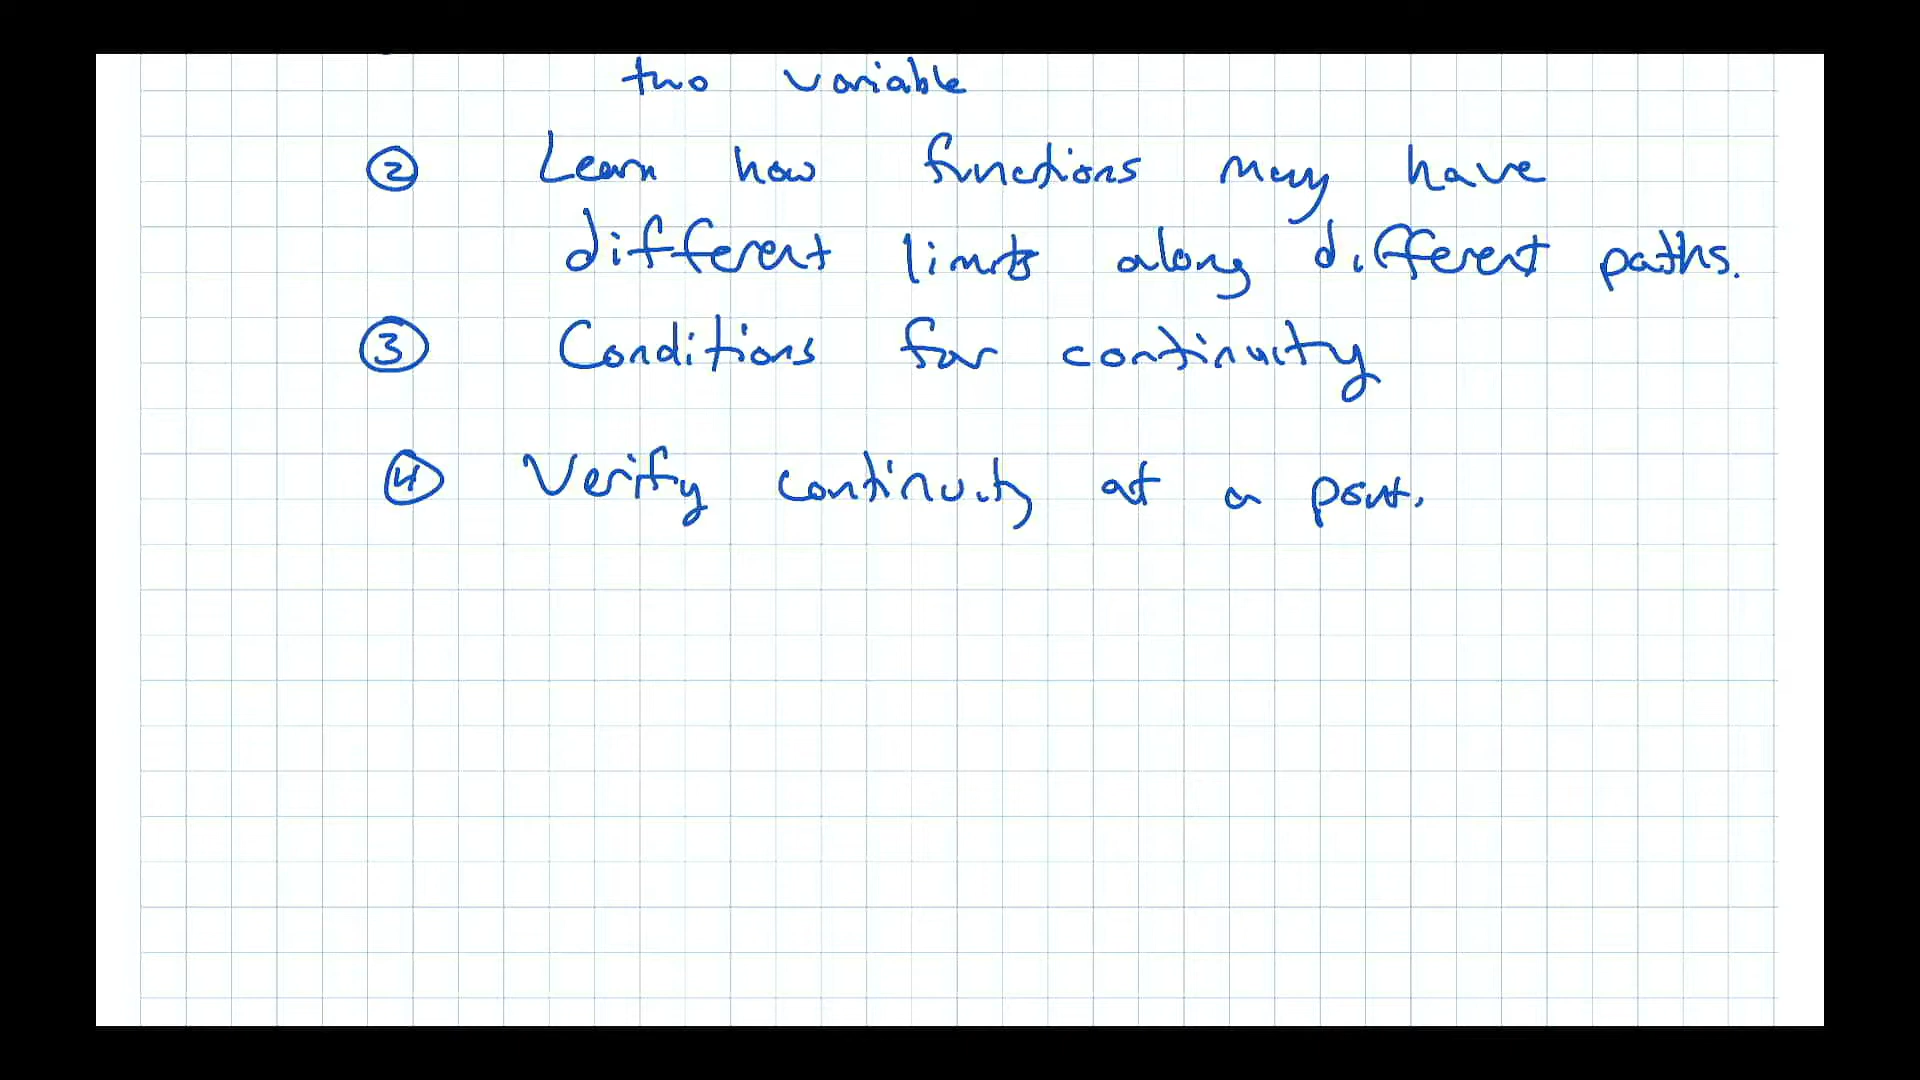 two variable
② Learn how functions may have
different limits along different paths.
③ Conditions for continuity
④ Verify continuity at a point.